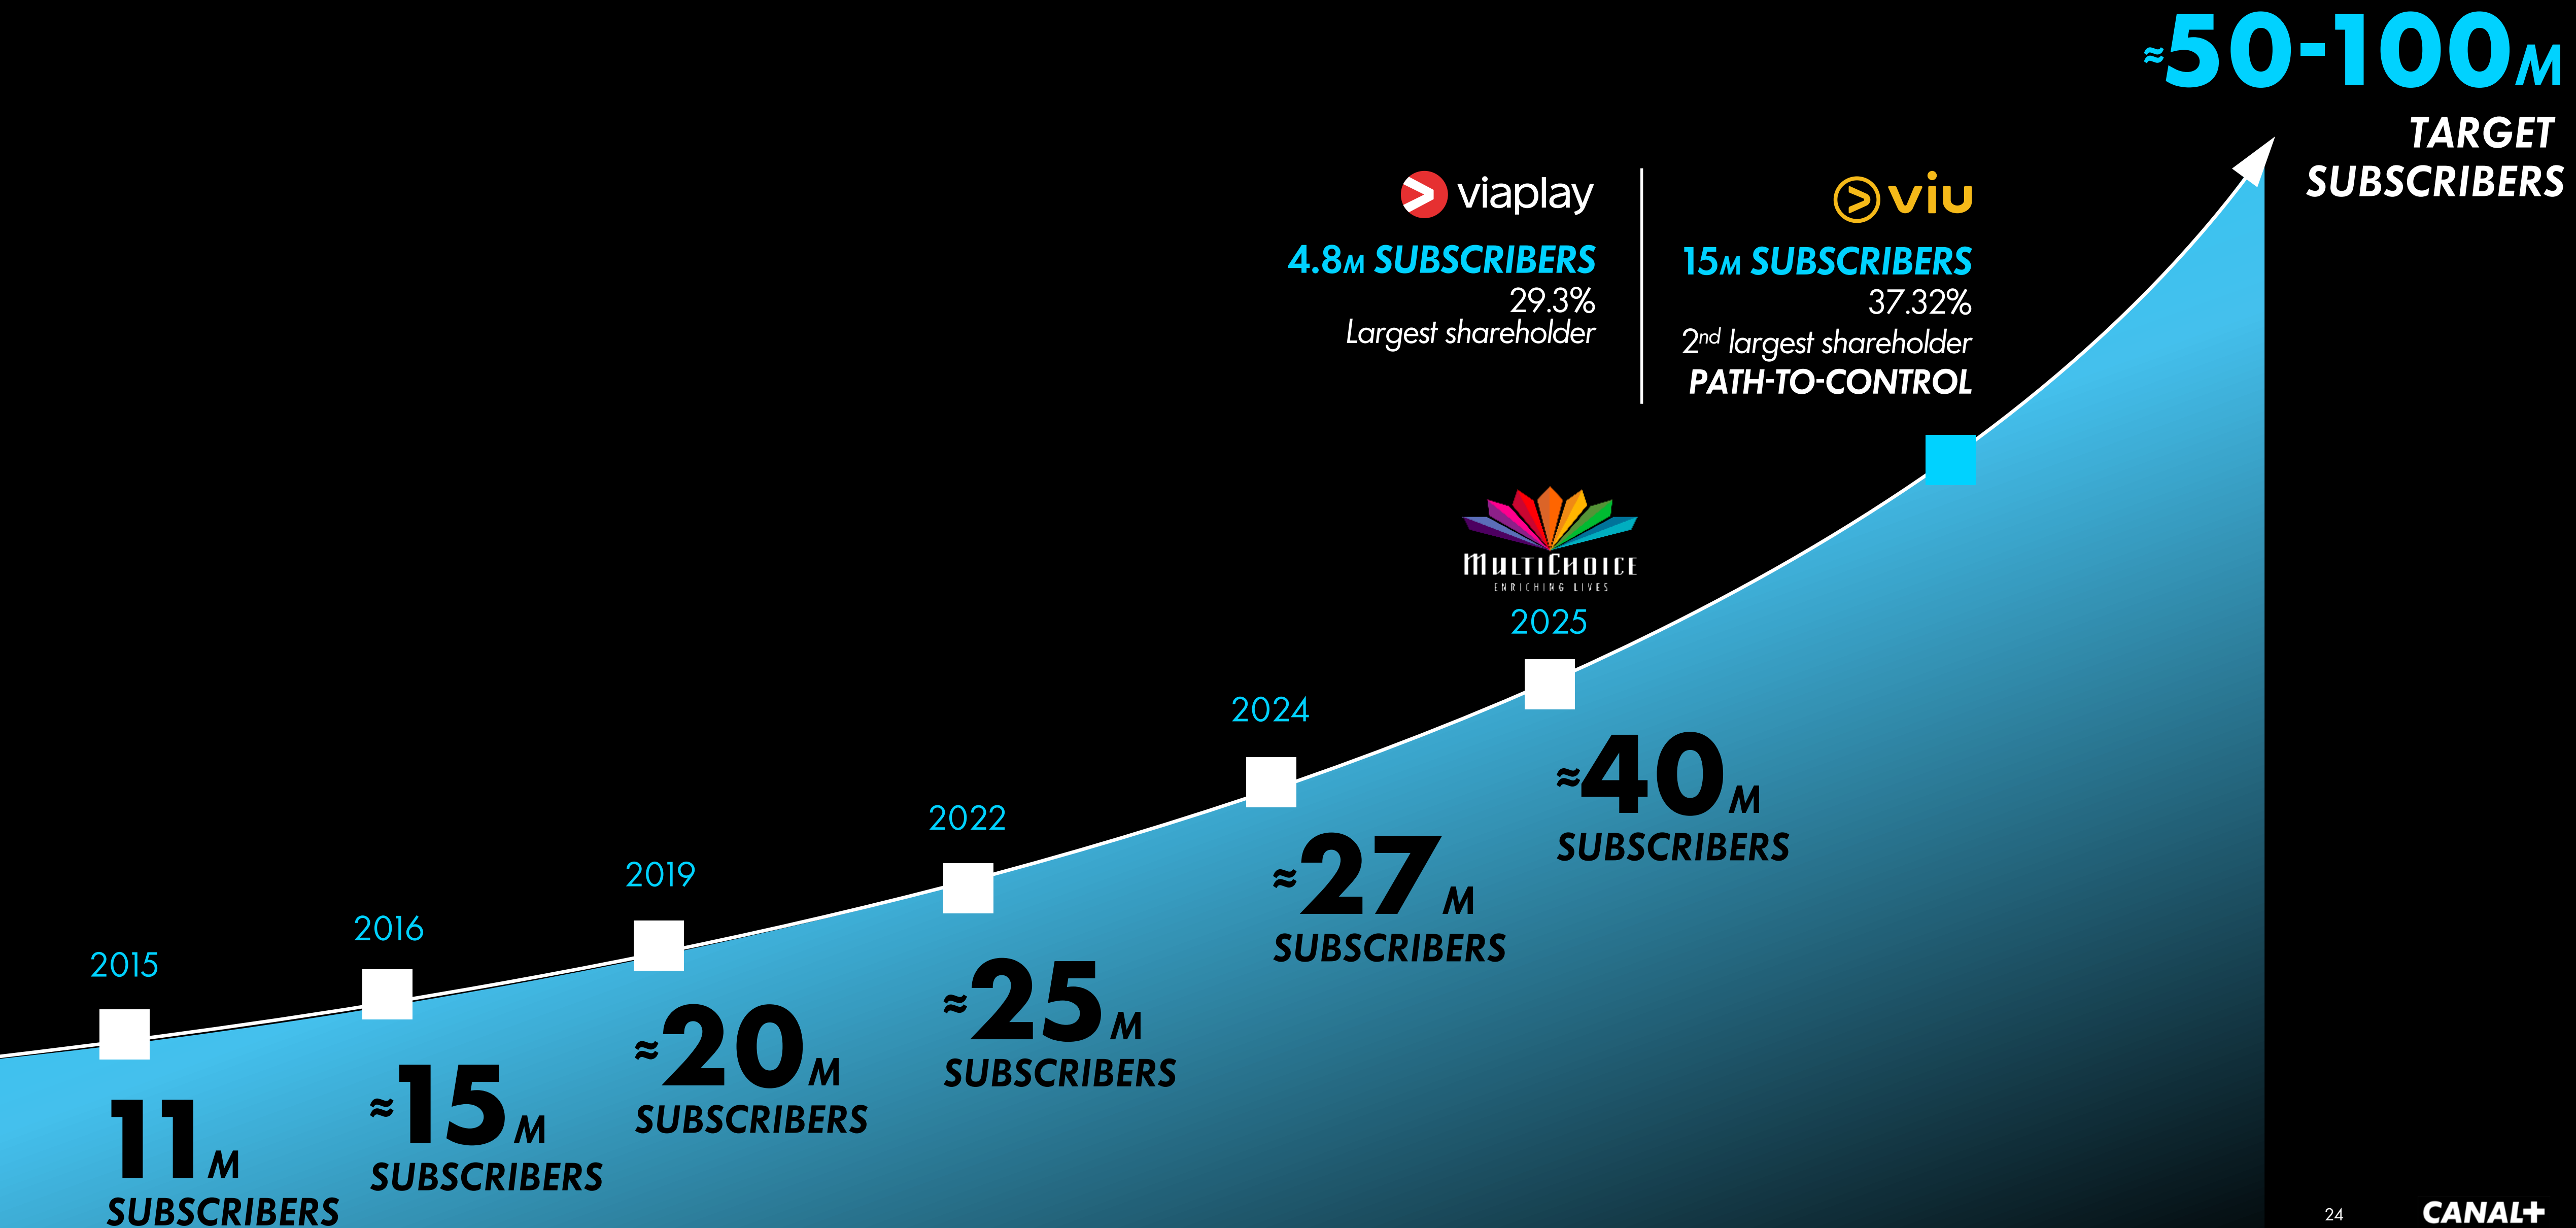 ≈50-100M
TARGET
SUBSCRIBERS
viaplay
4.8M SUBSCRIBERS
29.3%
Largest shareholder
viu
15M SUBSCRIBERS
37.32%
2nd largest shareholder
PATH-TO-CONTROL
MULTICHOICE
ENRICHING LIVES
2025
≈40M
SUBSCRIBERS
2024
≈27M
SUBSCRIBERS
2022
≈25M
SUBSCRIBERS
2019
≈20M
SUBSCRIBERS
2016
≈15M
SUBSCRIBERS
2015
11M
SUBSCRIBERS
24
CANAL+